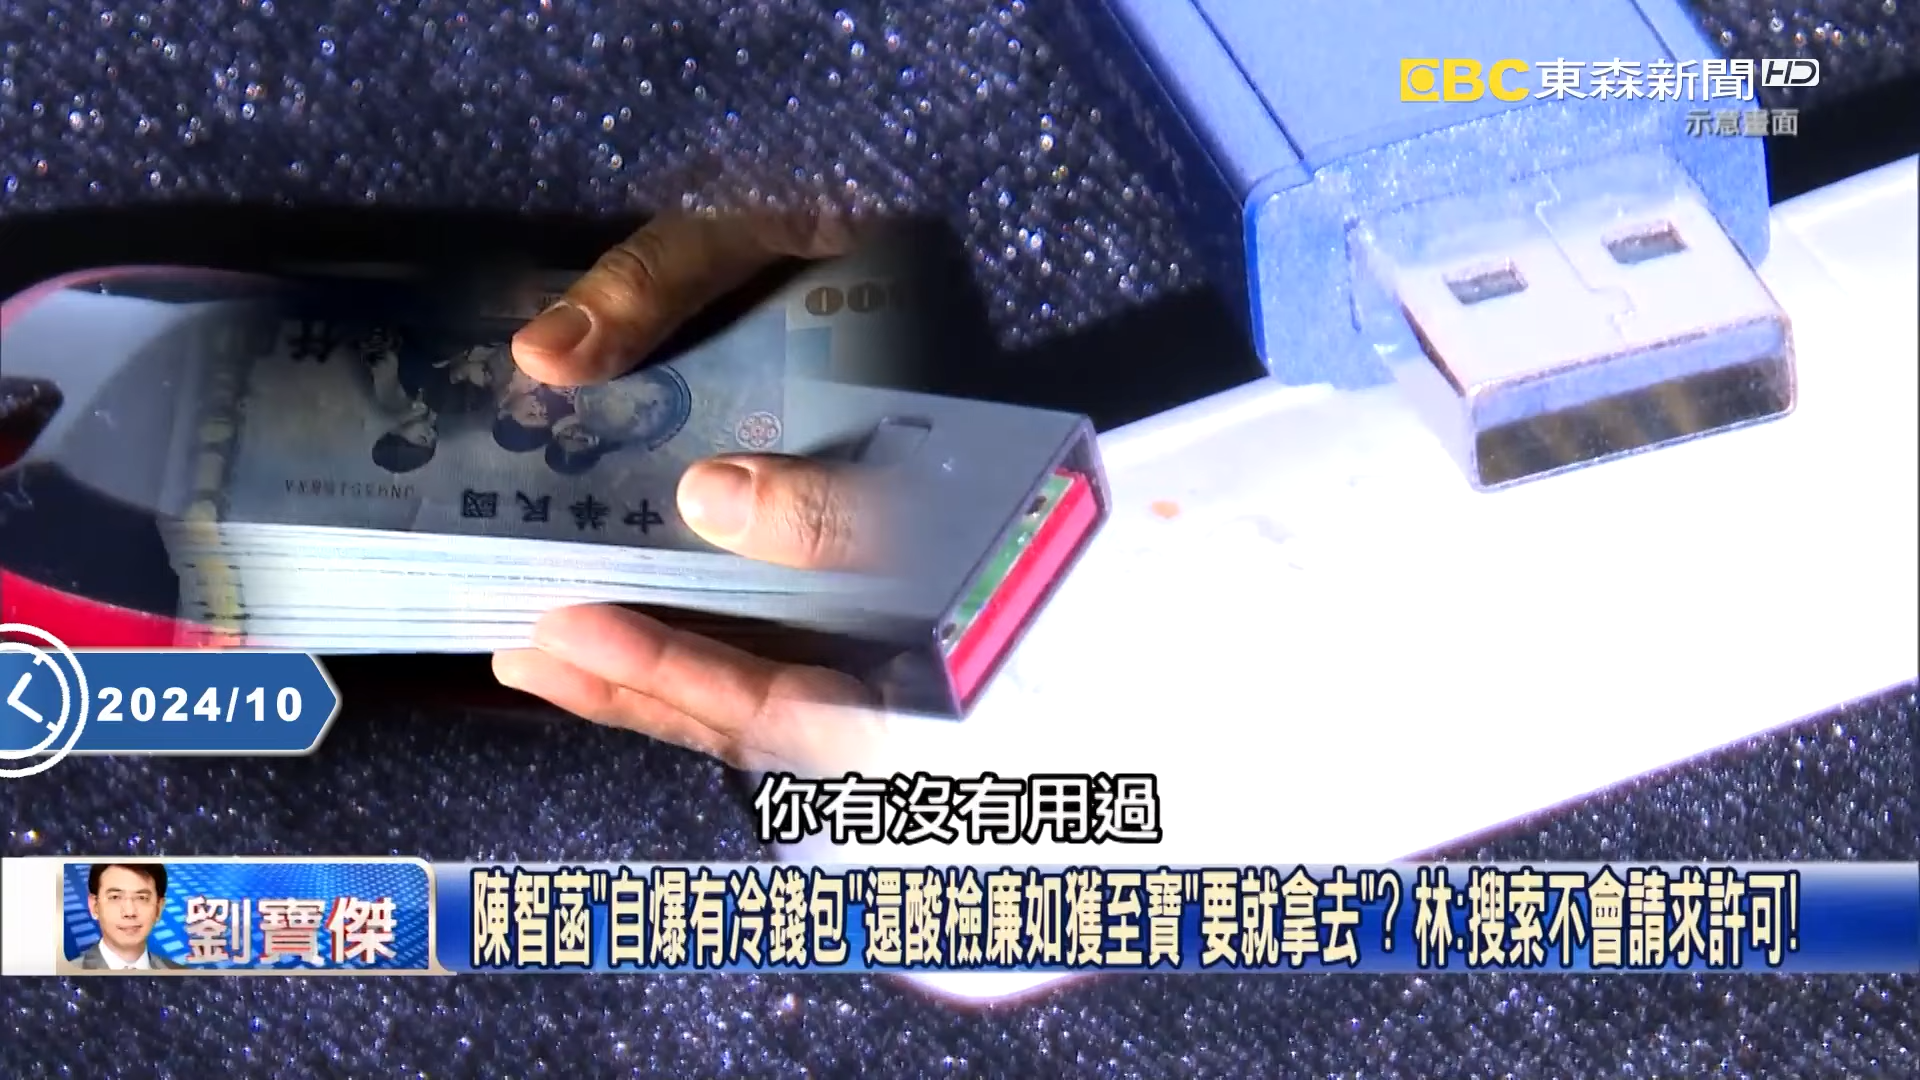 EBC東森新聞HD
示意畫面
中華民國
2024/10
你有沒有用過
劉寶傑
陳智菡"自爆有冷錢包"還酸檢廉如獲至寶"要就拿去"？林:搜索不會請求許可!